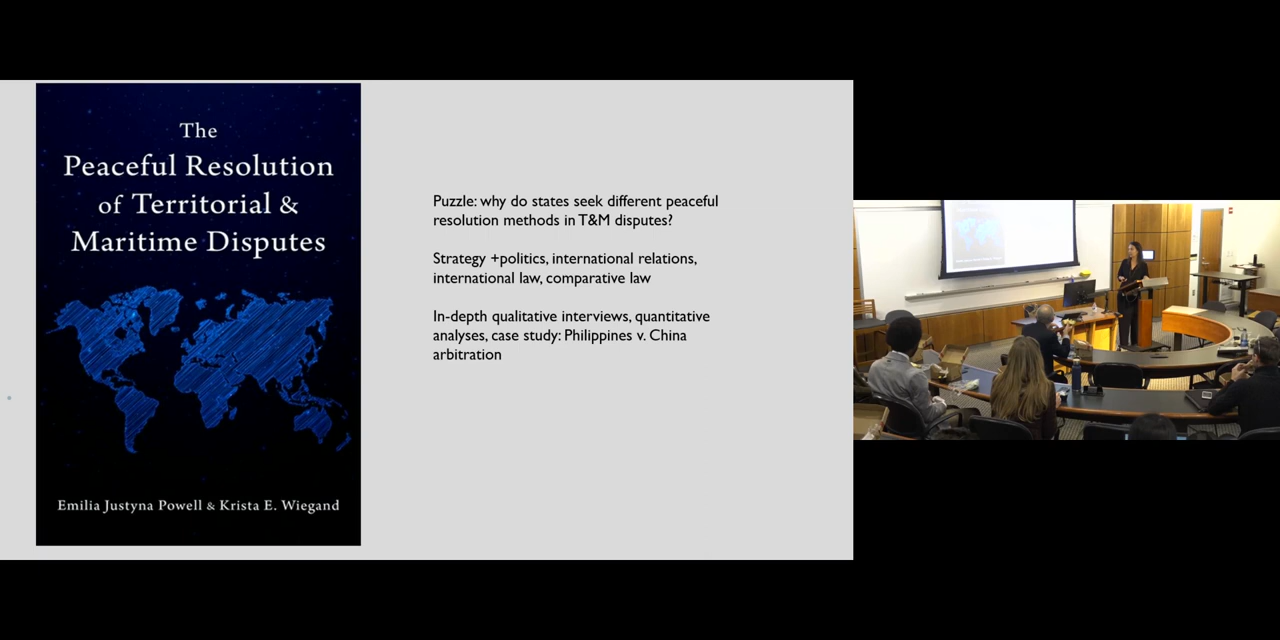 The
Peaceful Resolution
of Territorial &
Maritime Disputes
Emilia Justyna Powell & Krista E. Wiegand
Puzzle: why do states seek different peaceful
resolution methods in T&M disputes?
Strategy +politics, international relations,
international law, comparative law
In-depth qualitative interviews, quantitative
analyses, case study: Philippines v. China
arbitration